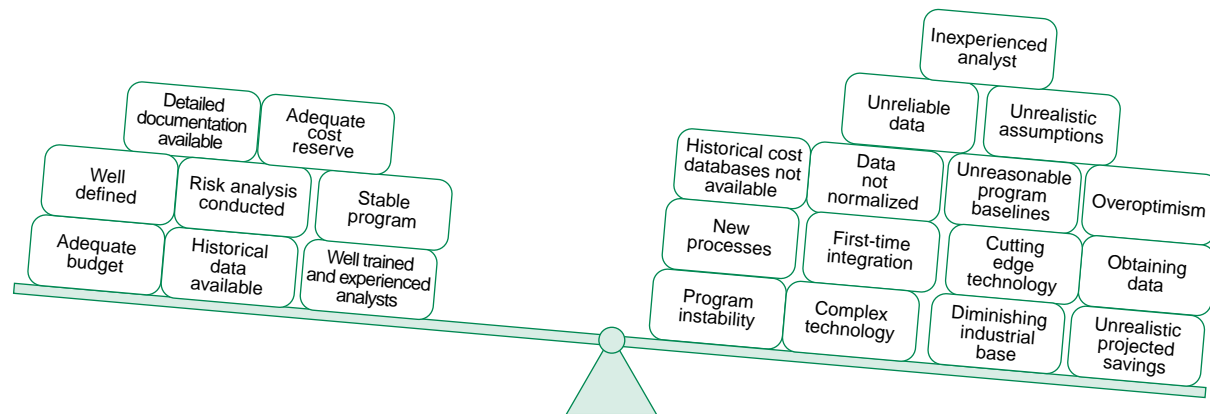 Detailed
documentation
available
Adequate
cost
reserve
Well
defined
Risk analysis
conducted
Stable
program
Adequate
budget
Historical
data
available
Well trained
and experienced
analysts
Inexperienced
analyst
Unreliable
data
Unrealistic
assumptions
Historical cost
databases not
available
Data
not
normalized
Unreasonable
program
baselines
Overoptimism
New
processes
First-time
integration
Cutting
edge
technology
Obtaining
data
Program
instability
Complex
technology
Diminishing
industrial
base
Unrealistic
projected
savings